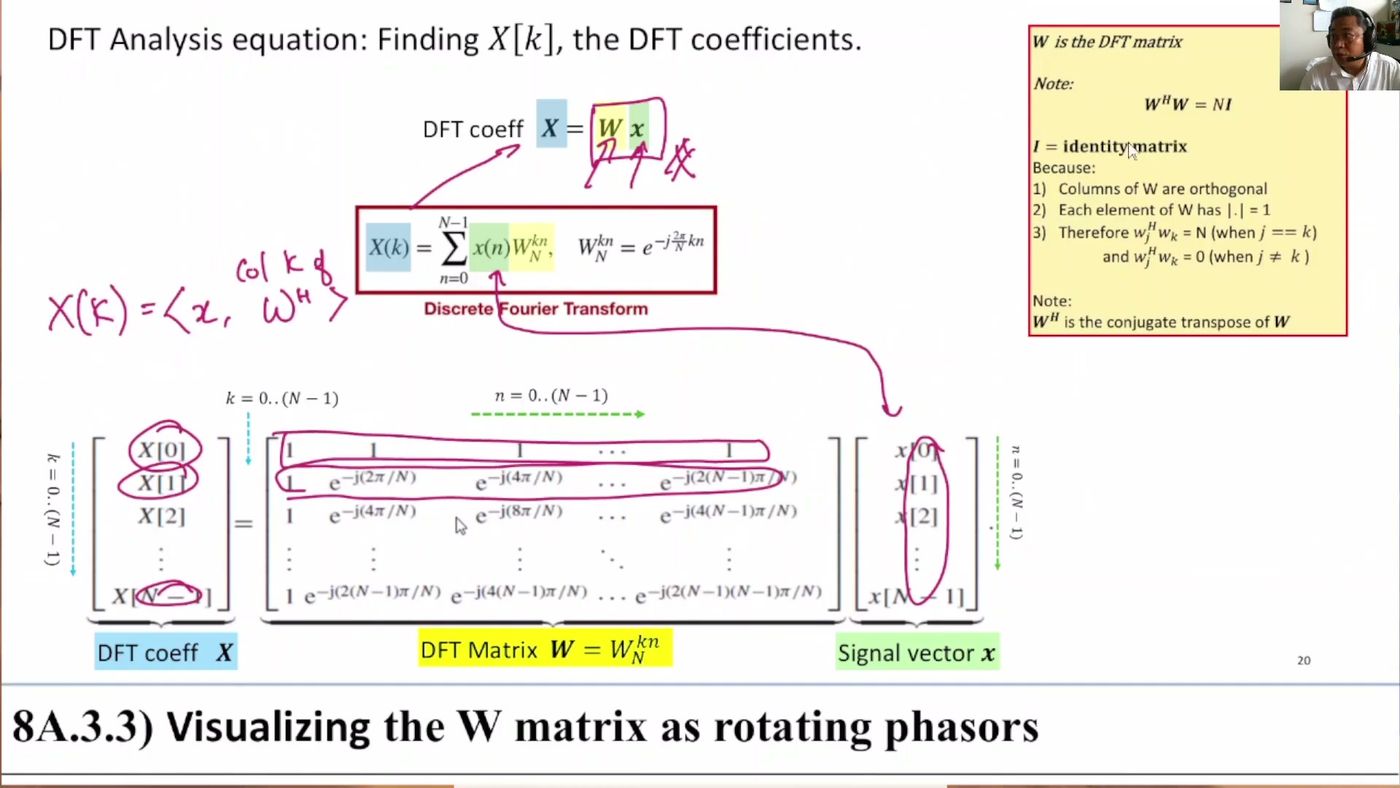 DFT Analysis equation: Finding X[k], the DFT coefficients.
W is the DFT matrix
Note:
W^H W = NI
I = identity matrix
Because:
1) Columns of W are orthogonal
2) Each element of W has |.| = 1
3) Therefore w_j^H w_k = N (when j == k)
and w_j^H w_k = 0 (when j ≠ k )
Note:
W^H is the conjugate transpose of W
DFT coeff X = W x
X(k) = ∑_{n=0}^{N−1} x(n)W_N^{kn}, W_N^{kn} = e^{−j\frac{2π}{N}kn}
Discrete Fourier Transform
col k of
X(k) = ⟨x, W^H⟩
k = 0..(N − 1)
n = 0..(N − 1)
k = 0..(N − 1)
n = 0..(N − 1)
X[0] 1 1 1 ... 1 x[0]
X[1] 1 e^{−j(2π/N)} e^{−j(4π/N)} ... e^{−j(2(N−1)π/N)} x[1]
X[2] = 1 e^{−j(4π/N)} e^{−j(8π/N)} ... e^{−j(4(N−1)π/N)} x[2] .
⋮ ⋮ ⋮ ⋮ ⋱ ⋮ ⋮
X[N − 1] 1 e^{−j(2(N−1)π/N)} e^{−j(4(N−1)π/N)} ... e^{−j(2(N−1)(N−1)π/N)} x[N − 1]
DFT coeff X
DFT Matrix W = W_N^{kn}
Signal vector x
20
8A.3.3) Visualizing the W matrix as rotating phasors